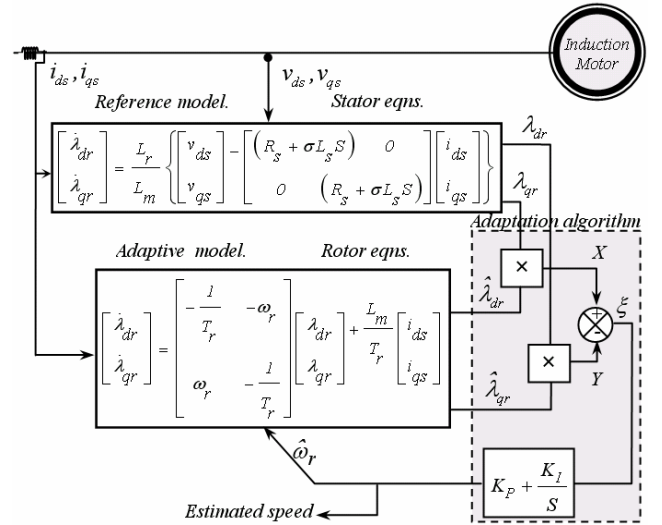 Induction
Motor
i_ds , i_qs
v_ds, v_qs
Reference model. Stator eqns.
[λ̇_dr; λ̇_qr] = L_r/L_m {[v_ds; v_qs] − [(R_s + σL_s S) 0; 0 (R_s + σL_s S)] [i_ds; i_qs]}
λ_dr
λ_qr
Adaptation algorithm
Adaptive model. Rotor eqns.
[λ̇_dr; λ̇_qr] = [−1/T_r −ω_r; ω_r −1/T_r] [λ_dr; λ_qr] + L_m/T_r [i_ds; i_qs]
×
X
λ̂_dr
+
-
ξ
×
Y
λ̂_qr
ω̂_r
K_P + K_I/S
Estimated speed